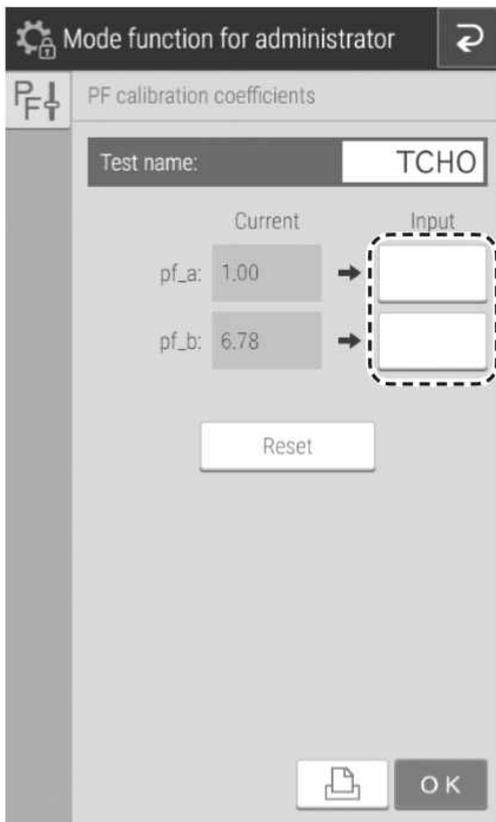 Mode function for administrator
PF
PF calibration coefficients
Test name: TCHO
Current Input
pf_a: 1.00
pf_b: 6.78
Reset
OK